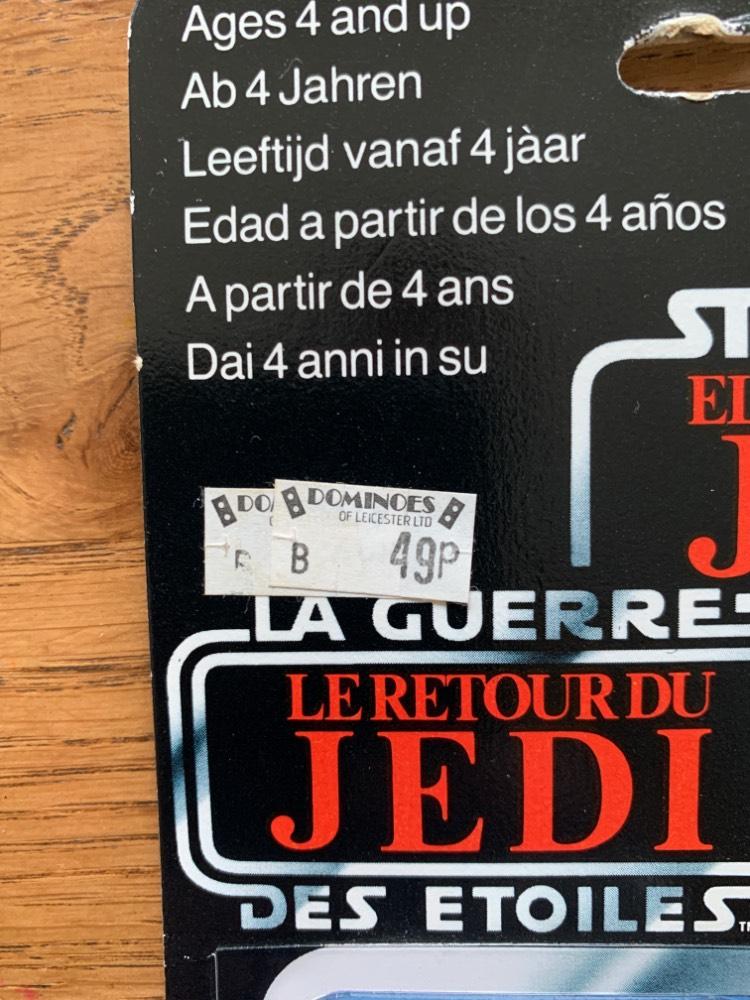 Ages 4 and up
Ab 4 Jahren
Leeftijd vanaf 4 jàar
Edad a partir de los 4 años
A partir de 4 ans
Dai 4 anni in su
DOMINOES
OF LEICESTER LTD
B 49P
LA GUERRE
LE RETOUR DU
JEDI
DES ETOILES